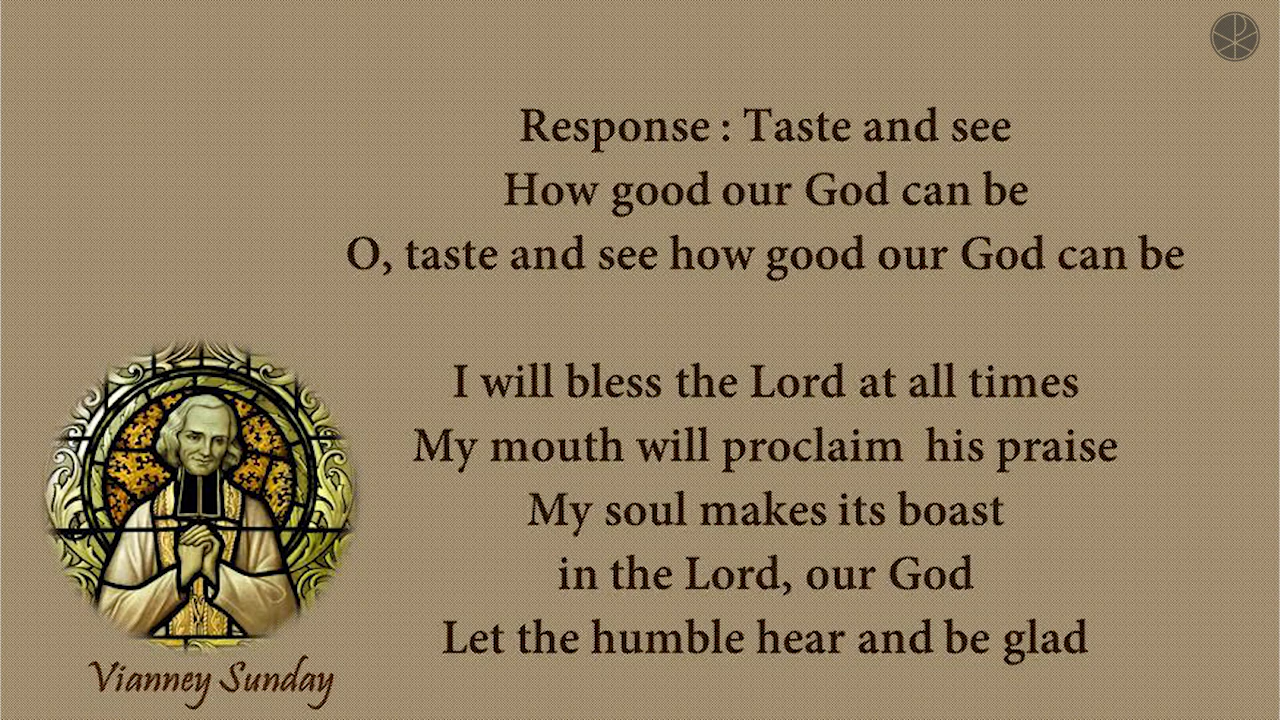 Response : Taste and see
How good our God can be
O, taste and see how good our God can be
I will bless the Lord at all times
My mouth will proclaim  his praise
My soul makes its boast
in the Lord, our God
Let the humble hear and be glad
Vianney Sunday